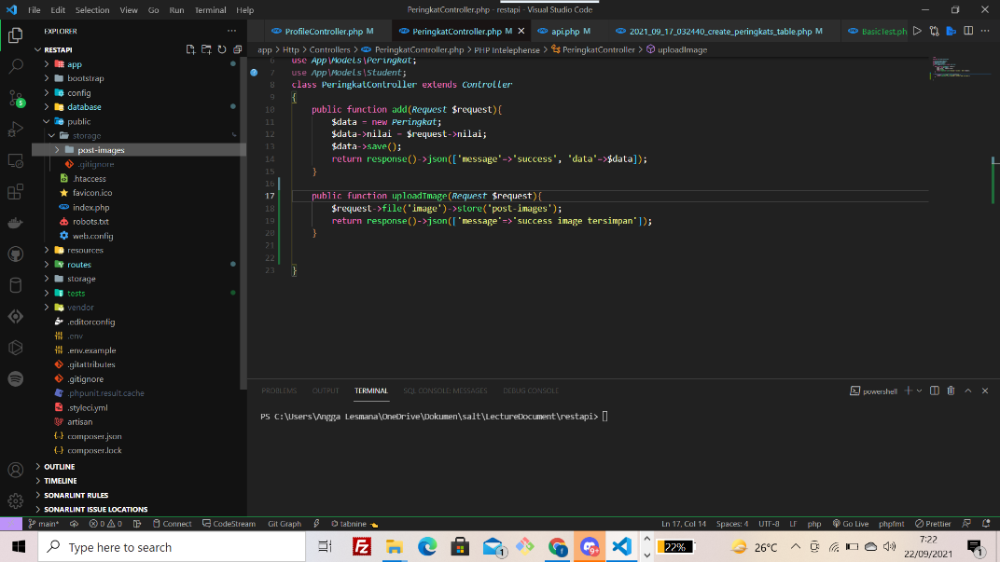 File Edit Selection View Go Run Terminal Help
PeringkatController.php - restapi - Visual Studio Code
EXPLORER
RESTAPI
app
bootstrap
config
database
public
storage
post-images
.gitignore
.htaccess
favicon.ico
index.php
robots.txt
web.config
resources
routes
storage
tests
vendor
.editorconfig
.env
.env.example
.gitattributes
.gitignore
.phpunit.result.cache
.styleci.yml
artisan
composer.json
composer.lock
OUTLINE
TIMELINE
SONARLINT RULES
SONARLINT ISSUE LOCATIONS
5
ProfileController.php M
PeringkatController.php M
api.php M
2021_09_17_032440_create_peringkats_table.php M
BasicTest.ph
app > Http > Controllers > PeringkatController.php > PHP Intelephense > PeringkatController > uploadImage
6 use App\Models\Peringkat;
7 use App\Models\Student;
8 class PeringkatController extends Controller
9 {
10 public function add(Request $request){
11 $data = new Peringkat;
12 $data->nilai = $request->nilai;
13 $data->save();
14 return response()->json(['message'=>'success', 'data'=>$data]);
15 }
16
17 public function uploadImage(Request $request){
18 $request->file('image')->store('post-images');
19 return response()->json(['message'=>'success image tersimpan']);
20 }
21
22
23 }
PROBLEMS OUTPUT TERMINAL SQL CONSOLE: MESSAGES DEBUG CONSOLE
powershell
PS C:\Users\Angga Lesmana\OneDrive\Dokumen\salt\LectureDocument\restapi>
main* 0 0 Connect CodeStream Git Graph tabnine Ln 17, Col 14 Spaces: 4 UTF-8 LF php Go Live phpfmt Prettier
Type here to search
1
9+
22%
26°C
7:22
22/09/2021
1